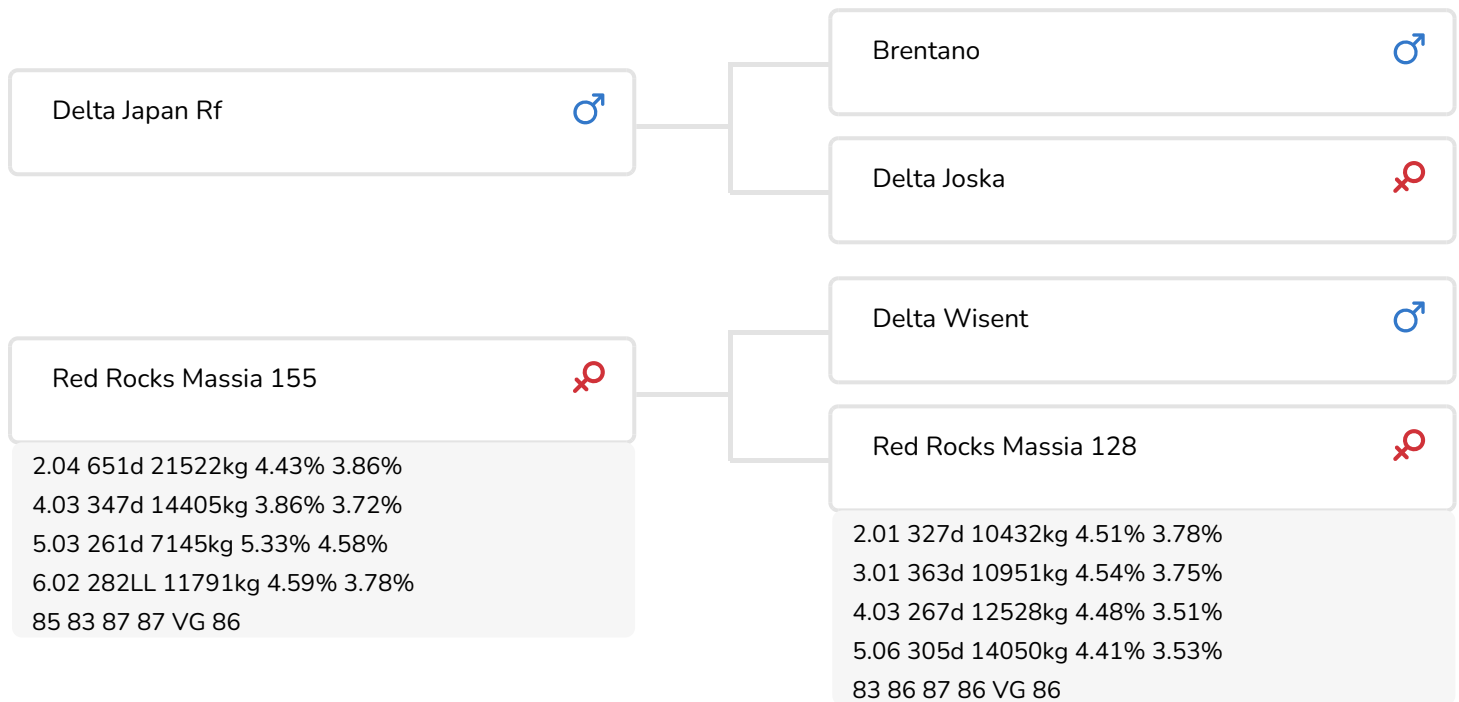 Delta Japan Rf
Brentano
Delta Joska
Red Rocks Massia 155
2.04 651d 21522kg 4.43% 3.86%
4.03 347d 14405kg 3.86% 3.72%
5.03 261d 7145kg 5.33% 4.58%
6.02 282LL 11791kg 4.59% 3.78%
85 83 87 87 VG 86
Delta Wisent
Red Rocks Massia 128
2.01 327d 10432kg 4.51% 3.78%
3.01 363d 10951kg 4.54% 3.75%
4.03 267d 12528kg 4.48% 3.51%
5.06 305d 14050kg 4.41% 3.53%
83 86 87 86 VG 86